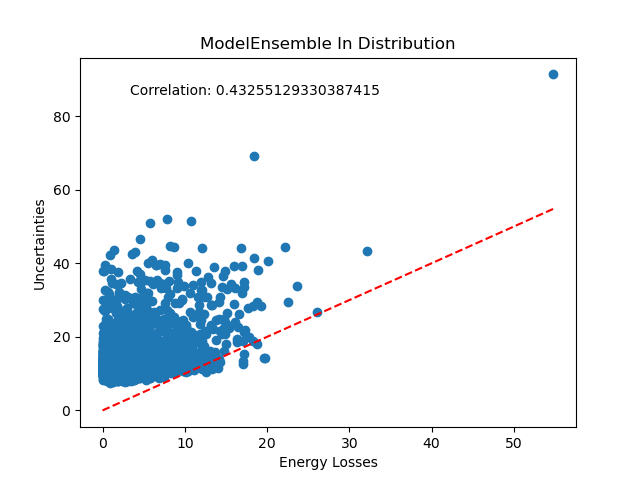 ModelEnsemble In Distribution
Correlation: 0.43255129330387415
Uncertainties
80
60
40
20
0
0 10 20 30 40 50
Energy Losses